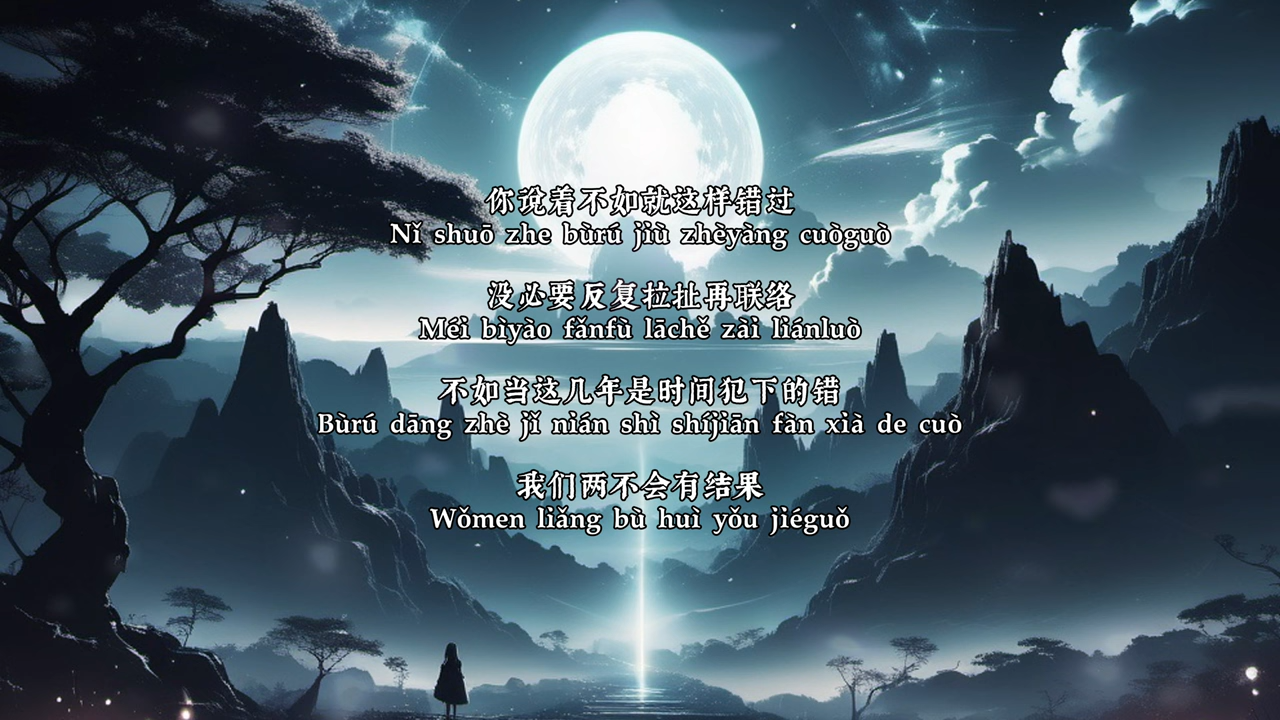 你说着不如就这样错过
Nǐ shuō zhe bùrú jiù zhèyàng cuòguò
没必要反复拉扯再联络
Méi bìyào fǎnfù lāchě zài liánluò
不如当这几年是时间犯下的错
Bùrú dāng zhè jǐ nián shì shíjiān fàn xià de cuò
我们两不会有结果
Wǒmen liǎng bù huì yǒu jiéguǒ